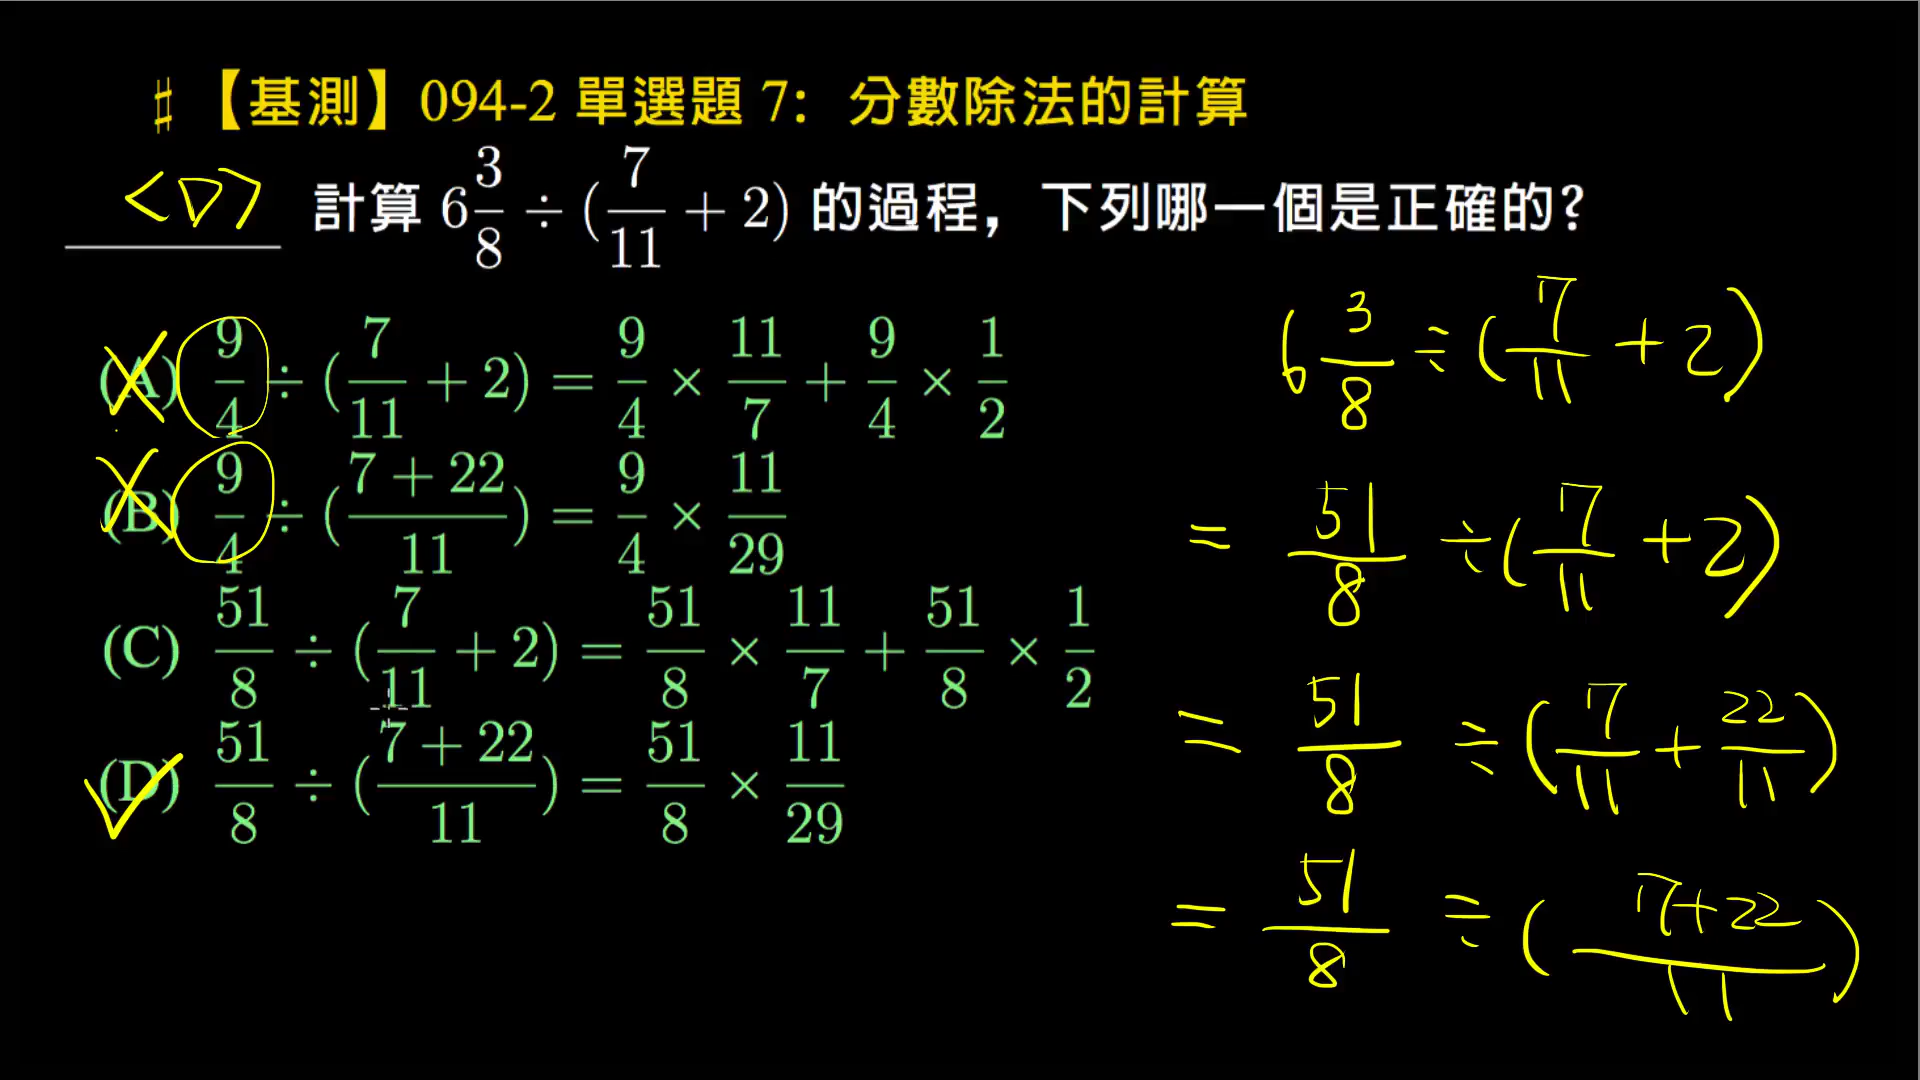 ♯【基測】094-2 單選題 7：分數除法的計算
<D> 計算 6 3/8 ÷ (7/11 + 2) 的過程，下列哪一個是正確的？
(A) 9/4 ÷ (7/11 + 2) = 9/4 × 11/7 + 9/4 × 1/2
(B) 9/4 ÷ ((7 + 22)/11) = 9/4 × 11/29
(C) 51/8 ÷ (7/11 + 2) = 51/8 × 11/7 + 51/8 × 1/2
(D) 51/8 ÷ ((7 + 22)/11) = 51/8 × 11/29
6 3/8 ÷ (7/11 + 2)
= 51/8 ÷ (7/11 + 2)
= 51/8 ÷ (7/11 + 22/11)
= 51/8 ÷ ((7+22)/11)